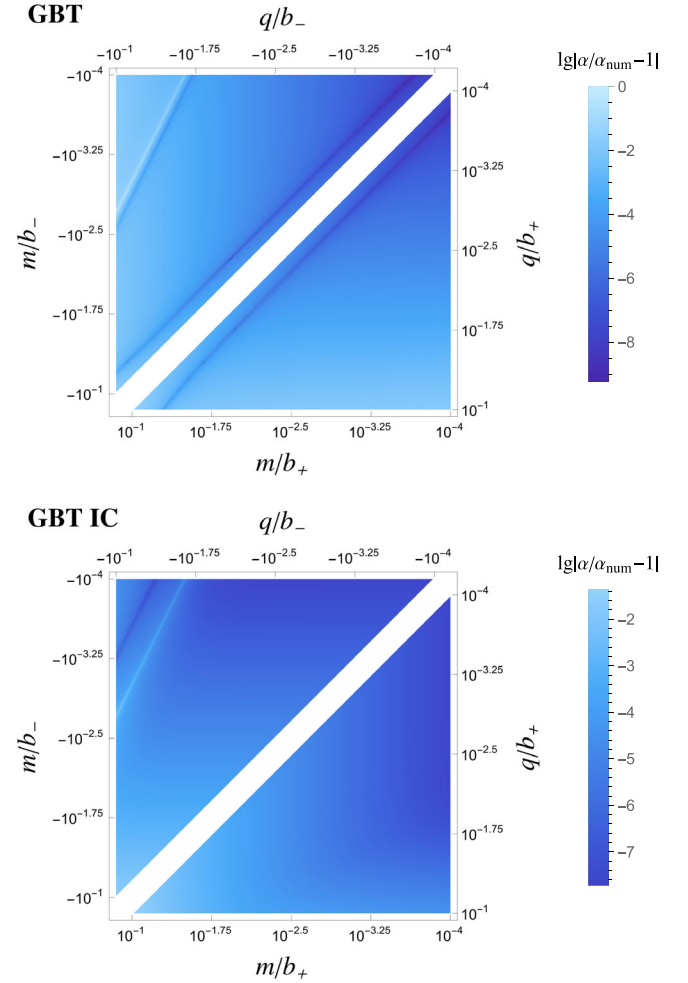 GBT
q/b₋
−10⁻¹ −10⁻¹·⁷⁵ −10⁻²·⁵ −10⁻³·²⁵ −10⁻⁴
lg|α/αₙᵤₘ−1|
−10⁻⁴
−10⁻³·²⁵
−10⁻²·⁵
−10⁻¹·⁷⁵
−10⁻¹
m/b₋
10⁻⁴
10⁻³·²⁵
10⁻²·⁵
10⁻¹·⁷⁵
10⁻¹
q/b₊
0
−2
−4
−6
−8
10⁻¹ 10⁻¹·⁷⁵ 10⁻²·⁵ 10⁻³·²⁵ 10⁻⁴
m/b₊
GBT IC
q/b₋
−10⁻¹ −10⁻¹·⁷⁵ −10⁻²·⁵ −10⁻³·²⁵ −10⁻⁴
lg|α/αₙᵤₘ−1|
−10⁻⁴
−10⁻³·²⁵
−10⁻²·⁵
−10⁻¹·⁷⁵
−10⁻¹
m/b₋
10⁻⁴
10⁻³·²⁵
10⁻²·⁵
10⁻¹·⁷⁵
10⁻¹
q/b₊
−2
−3
−4
−5
−6
−7
10⁻¹ 10⁻¹·⁷⁵ 10⁻²·⁵ 10⁻³·²⁵ 10⁻⁴
m/b₊